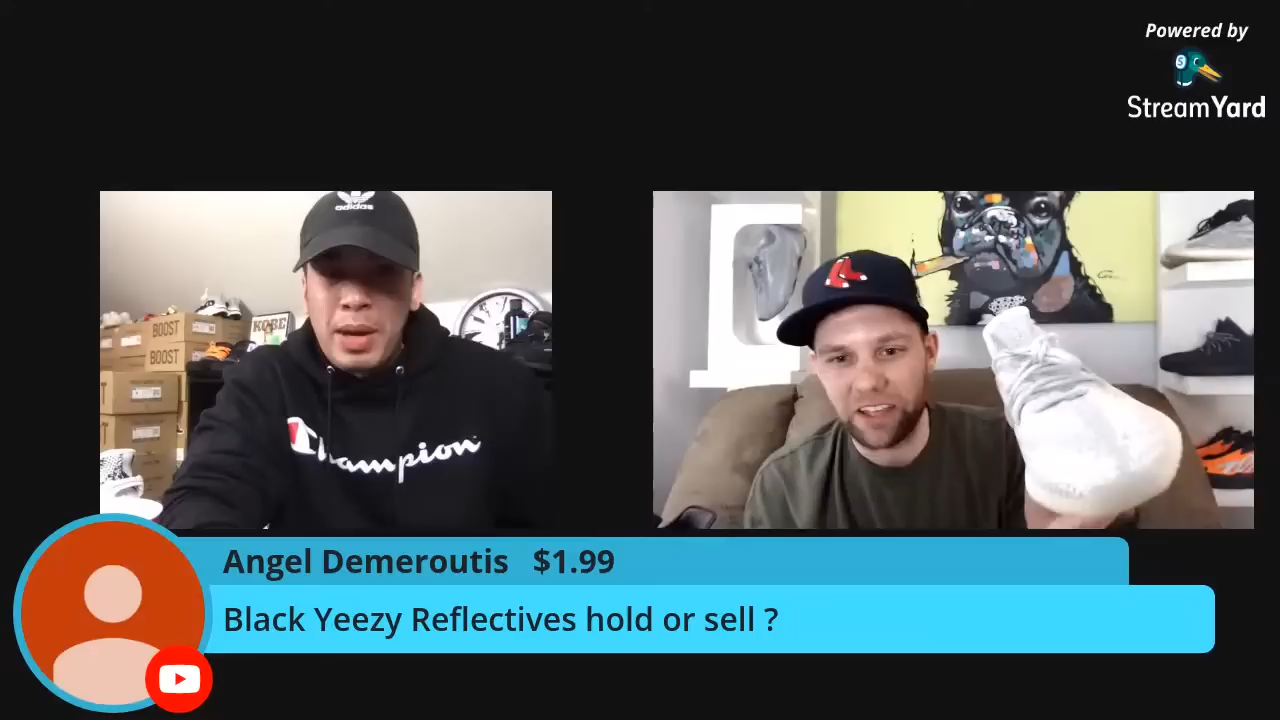 Powered by
StreamYard
adidas
BOOST
BOOST
KOBE
Champion
Angel Demeroutis $1.99
Black Yeezy Reflectives hold or sell ?